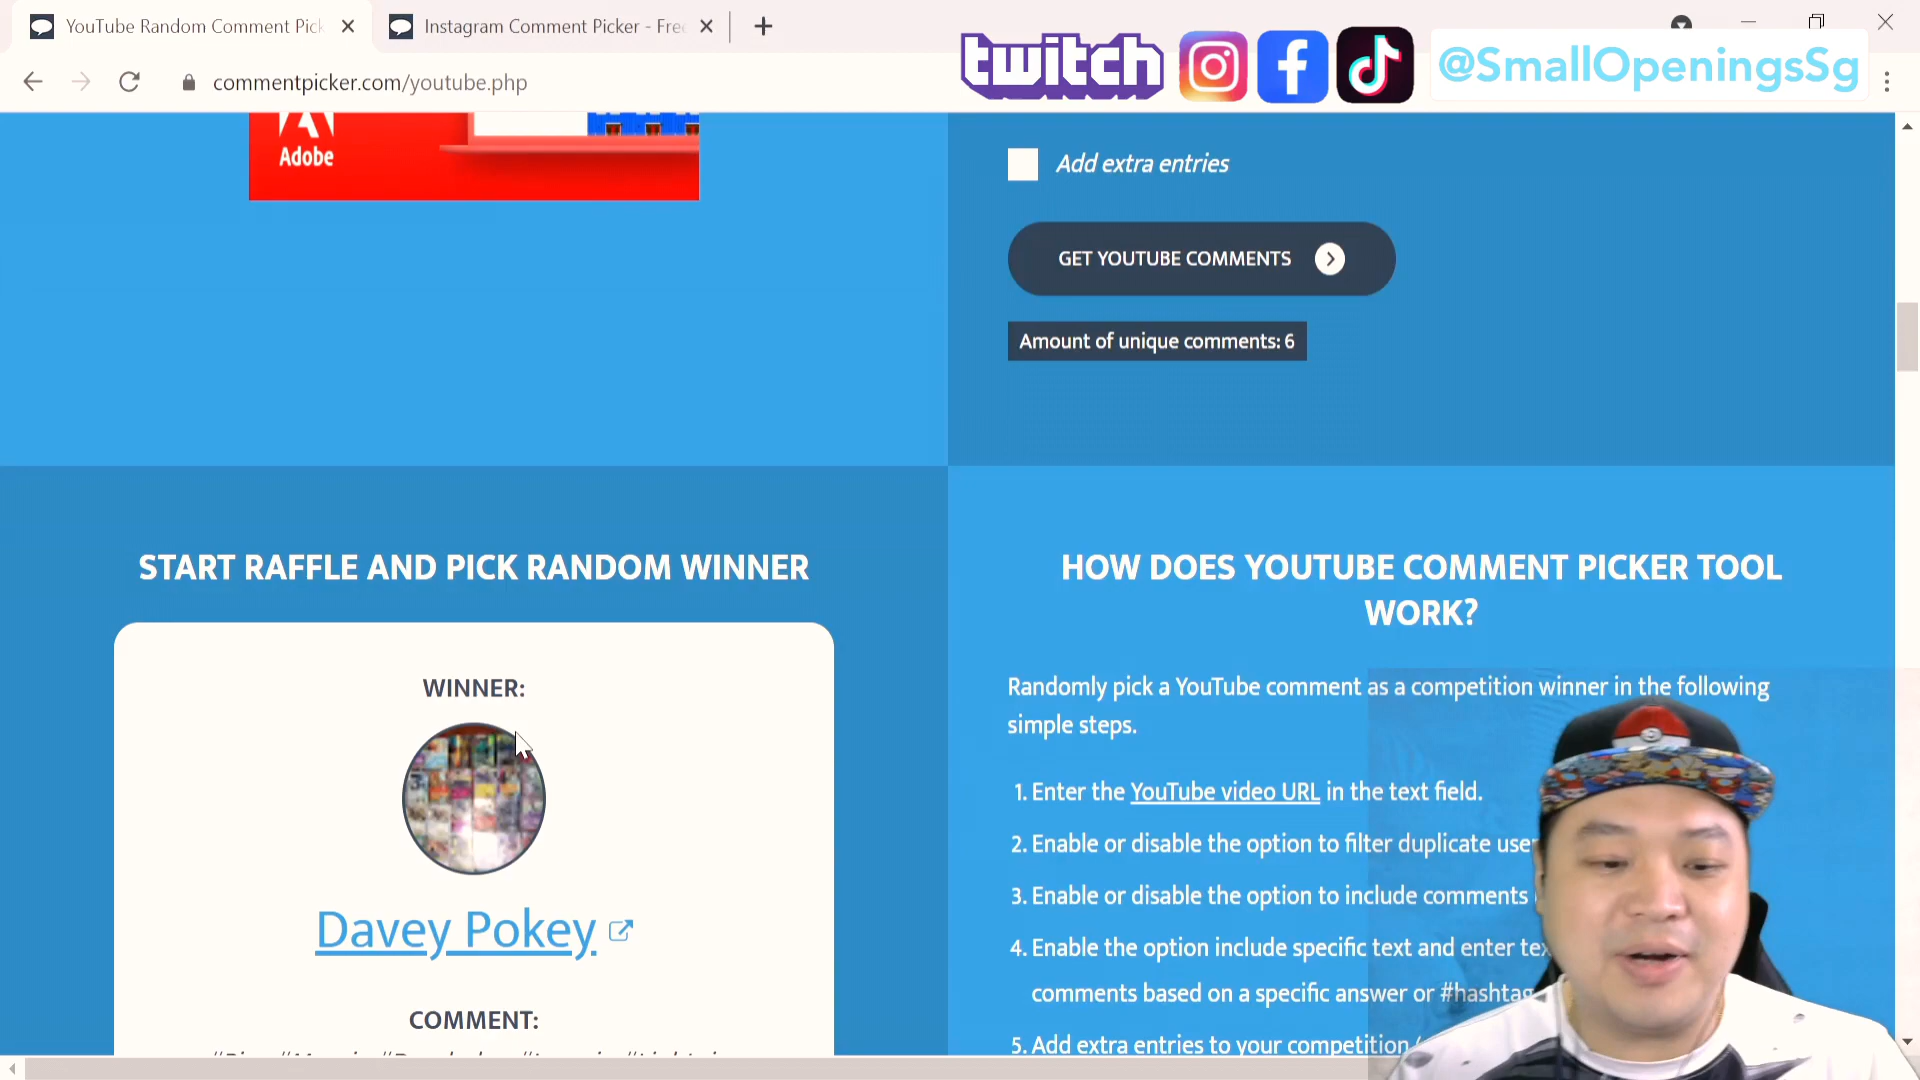 YouTube Random Comment Pick
Instagram Comment Picker - Free
commentpicker.com/youtube.php
twitch
@SmallOpeningsSg
Adobe
Add extra entries
GET YOUTUBE COMMENTS
Amount of unique comments: 6
START RAFFLE AND PICK RANDOM WINNER
WINNER:
Davey Pokey
COMMENT:
HOW DOES YOUTUBE COMMENT PICKER TOOL
WORK?
Randomly pick a YouTube comment as a competition winner in the following
simple steps.
1. Enter the YouTube video URL in the text field.
2. Enable or disable the option to filter duplicate use
3. Enable or disable the option to include comments
4. Enable the option include specific text and enter tex
comments based on a specific answer or #hashtag
5. Add extra entries to your competition